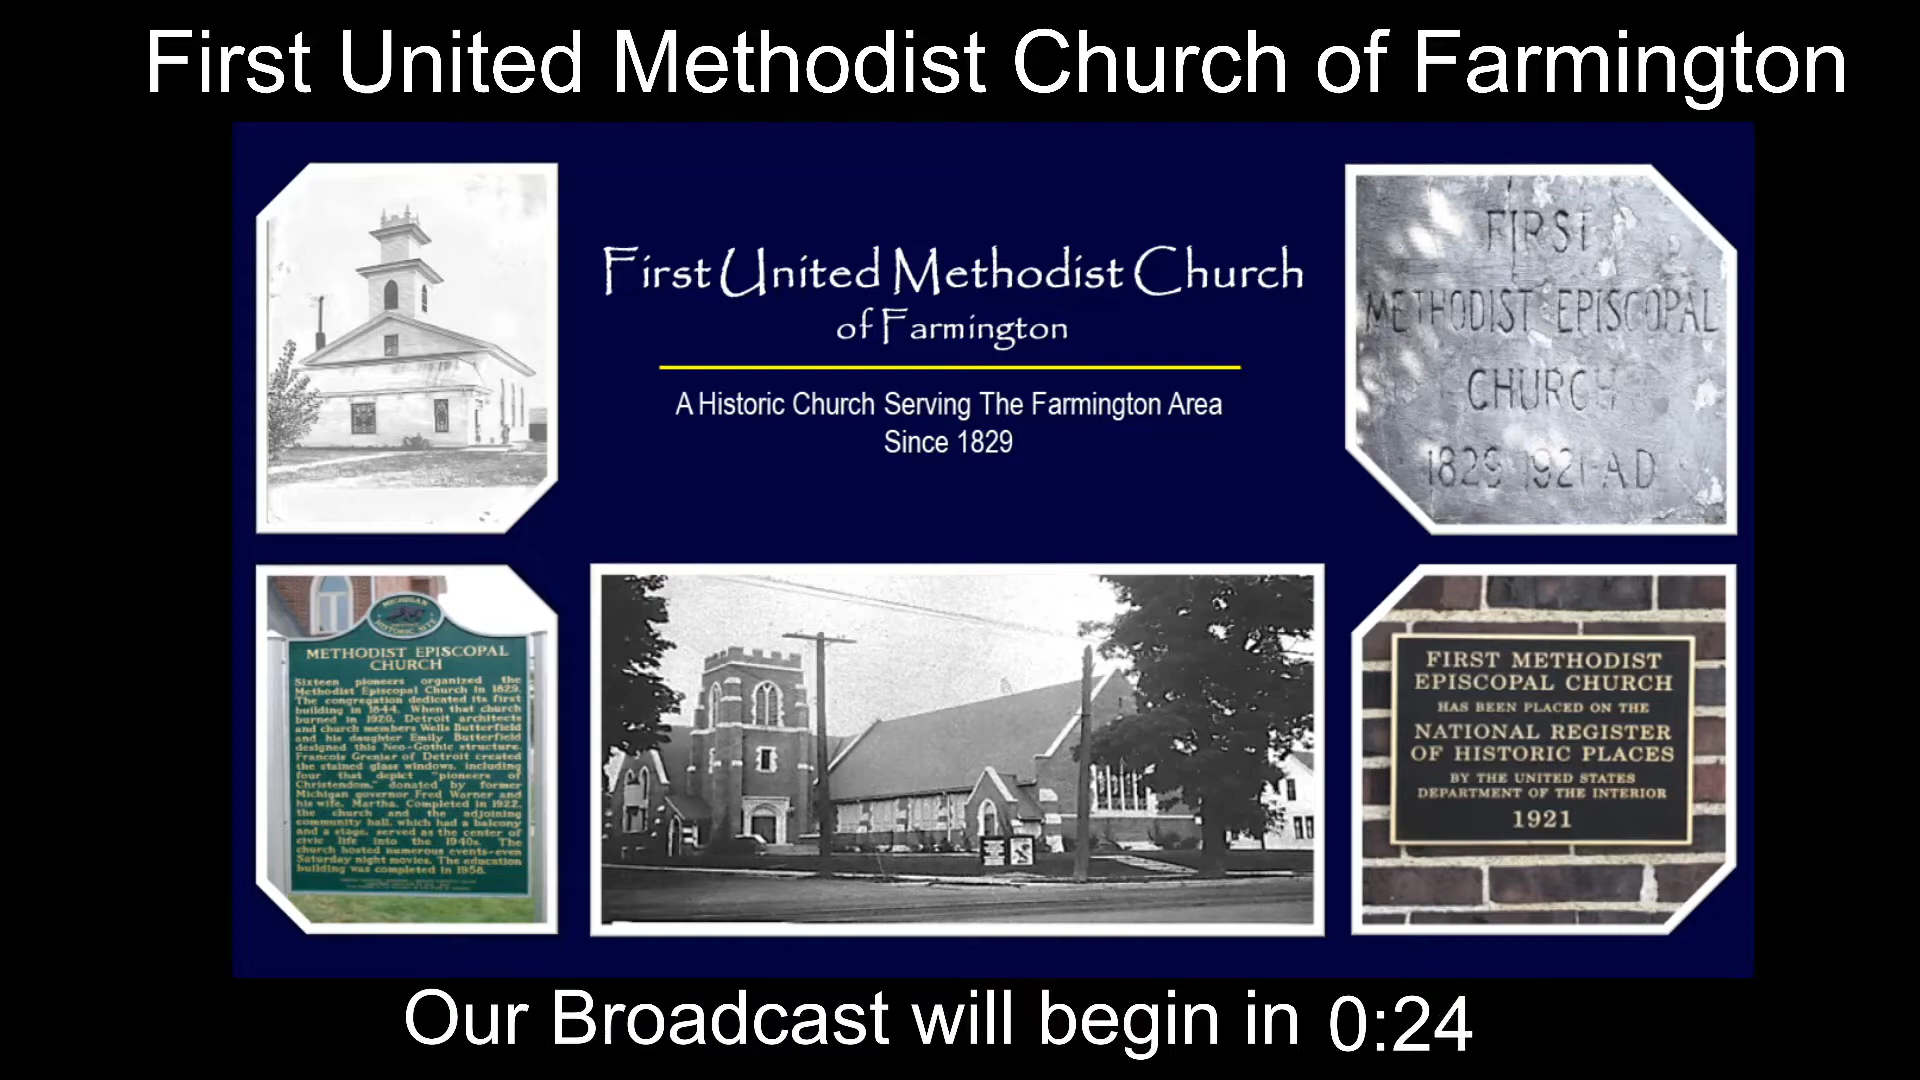 First United Methodist Church of Farmington
First United Methodist Church
of Farmington
A Historic Church Serving The Farmington Area
Since 1829
FIRST
METHODIST EPISCOPAL
CHURCH
1829 1921 A D
MICHIGAN
HISTORIC SITE
METHODIST EPISCOPAL
CHURCH
Sixteen pioneers organized the
Methodist Episcopal Church in 1829.
The congregation dedicated its first
building in 1844. When that church
burned in 1920, Detroit architects
and church members Wells Butterfield
and his daughter Emily Butterfield
designed this Neo-Gothic structure.
Francois Grenier of Detroit created
the stained glass windows, including
four that depict "pioneers of
Christendom," donated by former
Michigan governor Fred Warner and
his wife, Martha. Completed in 1922,
the church and the adjoining
community hall, which had a balcony
and a stage, served as the center of
civic life into the 1940s. The
church hosted numerous events-even
Saturday night movies. The education
building was completed in 1958.
FIRST METHODIST
EPISCOPAL CHURCH
HAS BEEN PLACED ON THE
NATIONAL REGISTER
OF HISTORIC PLACES
BY THE UNITED STATES
DEPARTMENT OF THE INTERIOR
1921
Our Broadcast will begin in 0:24